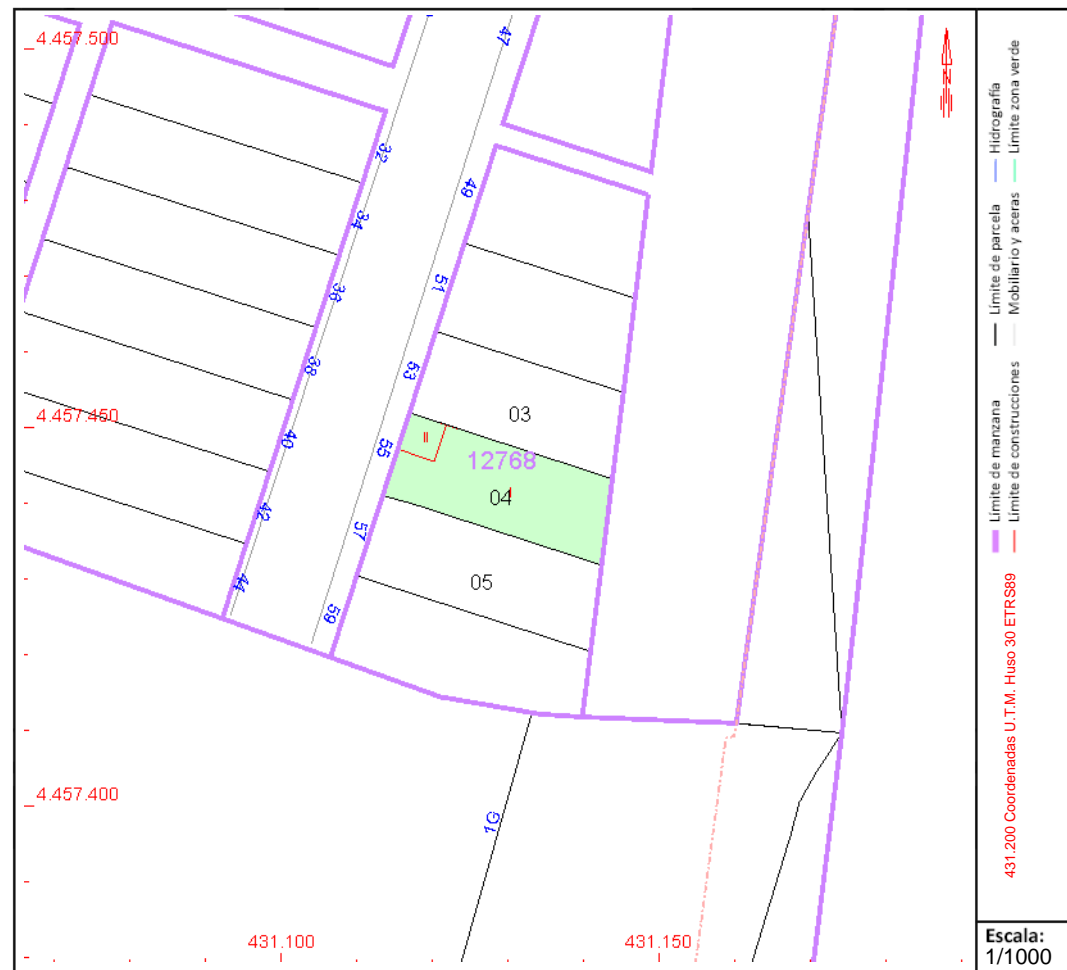 4.457.500
47
32
49
34
51
36
53
38
03
4.457.450
40
55
II
12768
04
I
42
57
05
44
59
4.457.400
1G
431.100
431.150
Hidrografía
Límite zona verde
Límite de parcela
Mobiliario y aceras
Límite de manzana
Límite de construcciones
431.200 Coordenadas U.T.M. Huso 30 ETRS89
Escala:
1/1000